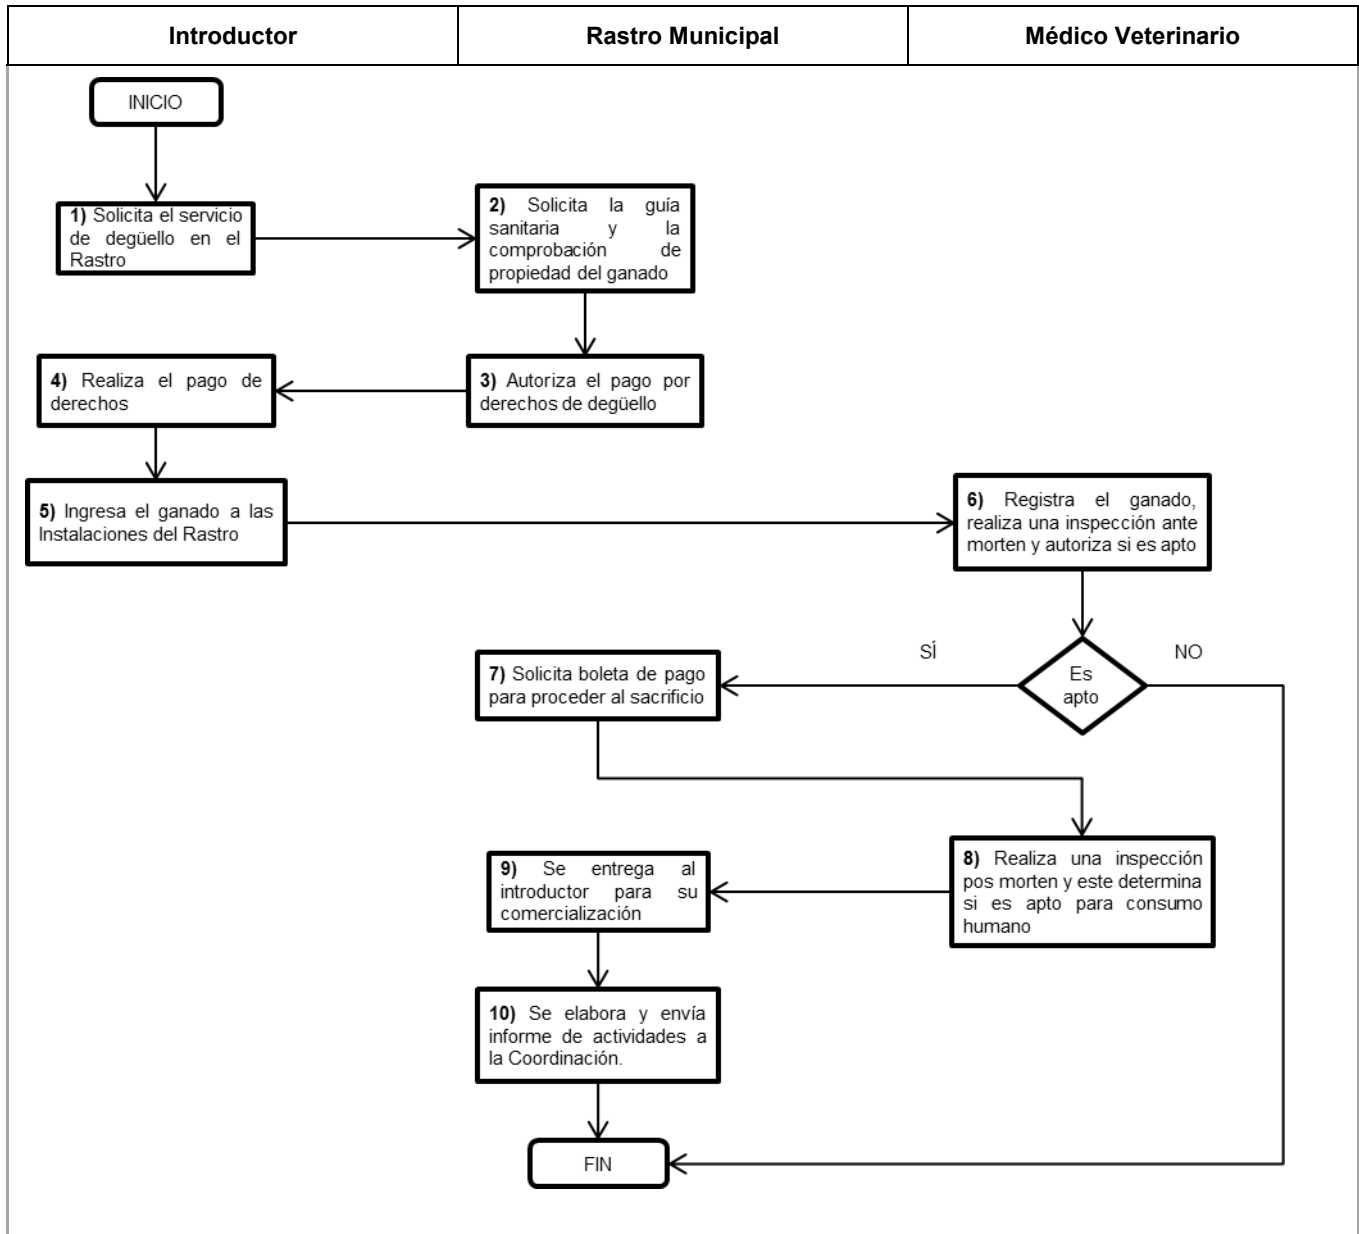 Introductor
Rastro Municipal
Médico Veterinario
INICIO
1) Solicita el servicio
de degüello en el
Rastro
2) Solicita la guía
sanitaria y la
comprobación de
propiedad del ganado
4) Realiza el pago de
derechos
3) Autoriza el pago por
derechos de degüello
5) Ingresa el ganado a las
Instalaciones del Rastro
6) Registra el ganado,
realiza una inspección ante
morten y autoriza si es apto
SÍ
NO
Es
apto
7) Solicita boleta de pago
para proceder al sacrificio
8) Realiza una inspección
pos morten y este determina
si es apto para consumo
humano
9) Se entrega al
introductor para su
comercialización
10) Se elabora y envía
informe de actividades a
la Coordinación.
FIN